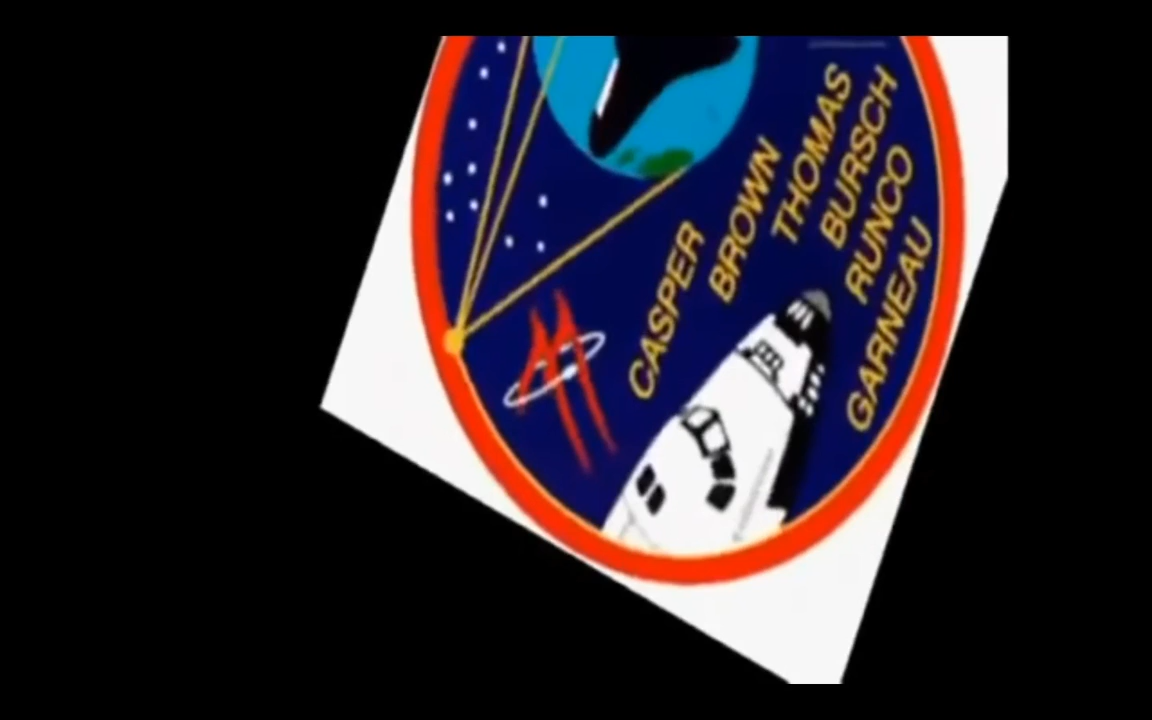 CASPER
BROWN
THOMAS
BURSCH
RUNCO
GARNEAU